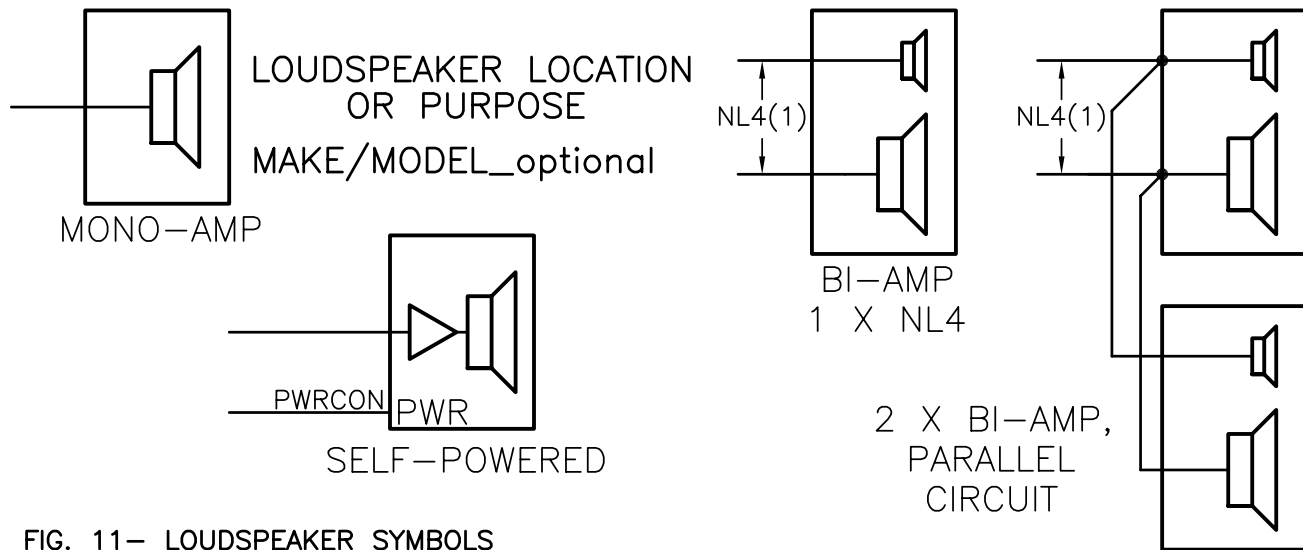 LOUDSPEAKER LOCATION
OR PURPOSE
MAKE/MODEL_optional
MONO-AMP
PWRCON
PWR
SELF-POWERED
NL4(1)
BI-AMP
1 X NL4
NL4(1)
2 X BI-AMP,
PARALLEL
CIRCUIT
FIG. 11- LOUDSPEAKER SYMBOLS